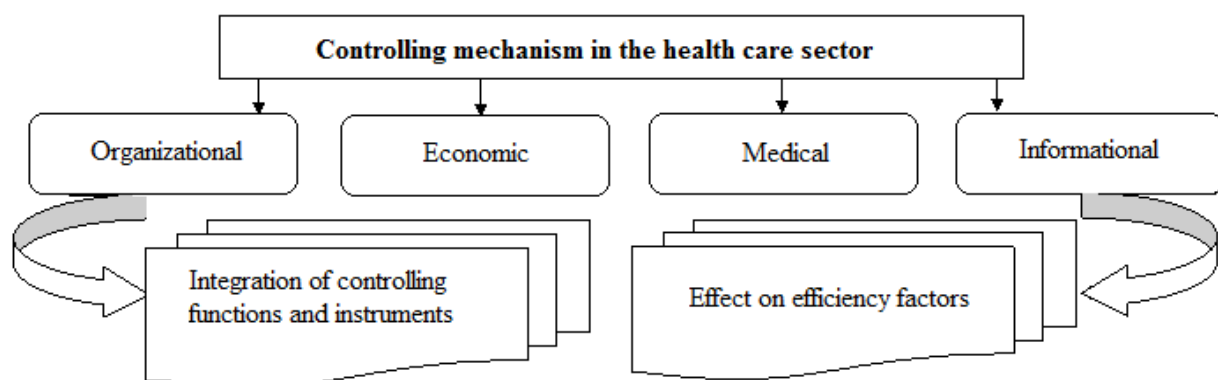 Controlling mechanism in the health care sector
Organizational
Economic
Medical
Informational
Integration of controlling
functions and instruments
Effect on efficiency factors